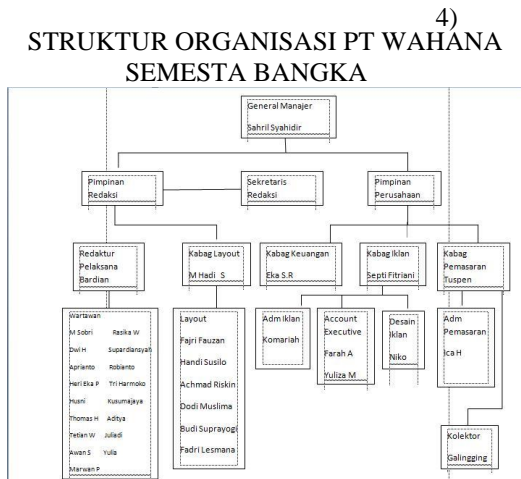 4)
STRUKTUR ORGANISASI PT WAHANA
SEMESTA BANGKA
General Manajer
Sahril Syahidir
Pimpinan
Redaksi
Sekretaris
Redaksi
Pimpinan
Perusahaan
Redaktur
Pelaksana
Bardian
Kabag Layout
M Hadi S
Kabag Keuangan
Eka S.R
Kabag Iklan
Septi Fitriani
Kabag
Pemasaran
Tuspen
Wartawan
M Sobri Rasika W
Dwi H Supardiansyah
Aprianto Robianto
Heri Eka P Tri Harmoko
Husni Kusumajaya
Thomas H Aditya
Tetian W Juliadi
Awan S Yulia
Marwan P
Layout
Fajri Fauzan
Handi Susilo
Achmad Riskin
Dodi Muslima
Budi Suprayogi
Fadri Lesmana
Adm Iklan
Komariah
Account
Executive
Farah A
Yuliza M
Desain
Iklan
Niko
Adm
Pemasaran
Ica H
Kolektor
Galingging